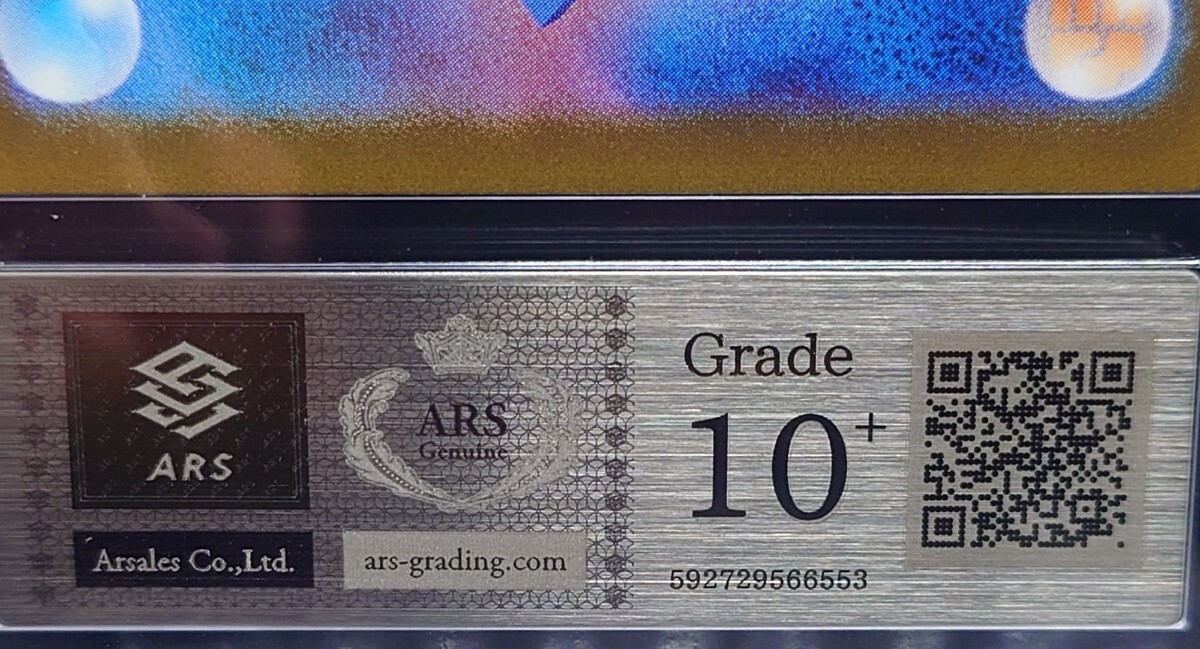 ARS
Arsales Co.,Ltd.
ARS
Genuine
ars-grading.com
Grade
10+
592729566553